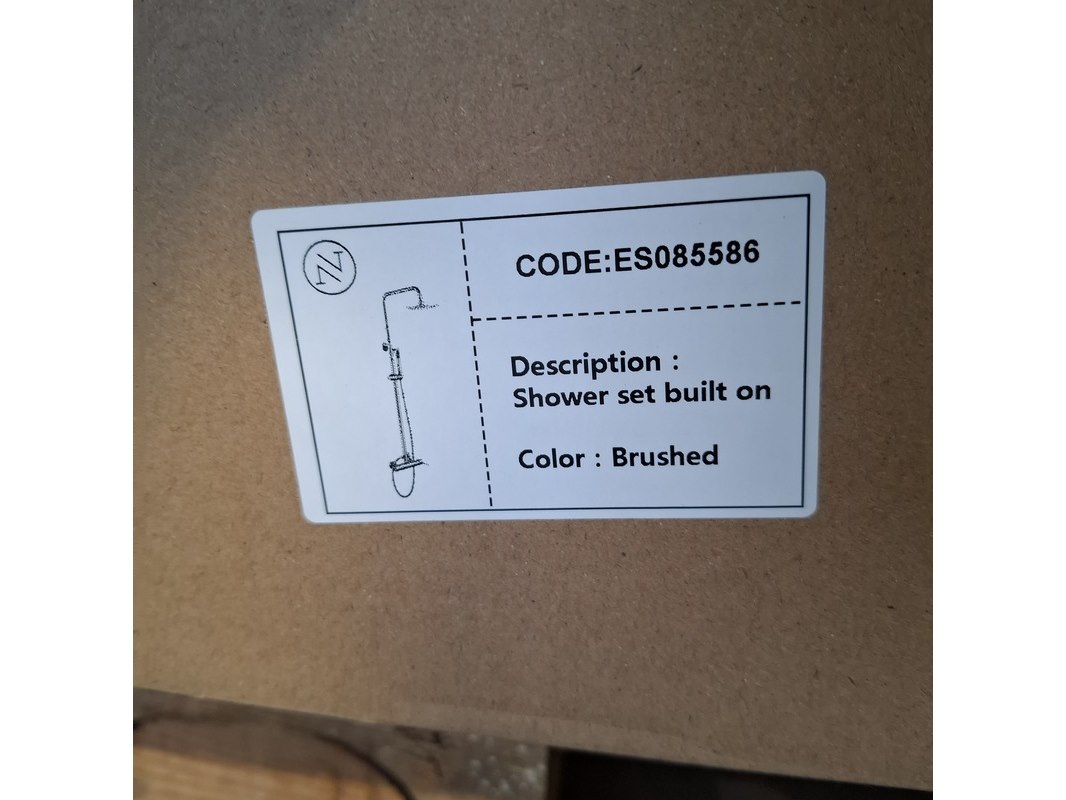 N
CODE:ES085586
Description :
Shower set built on
Color : Brushed